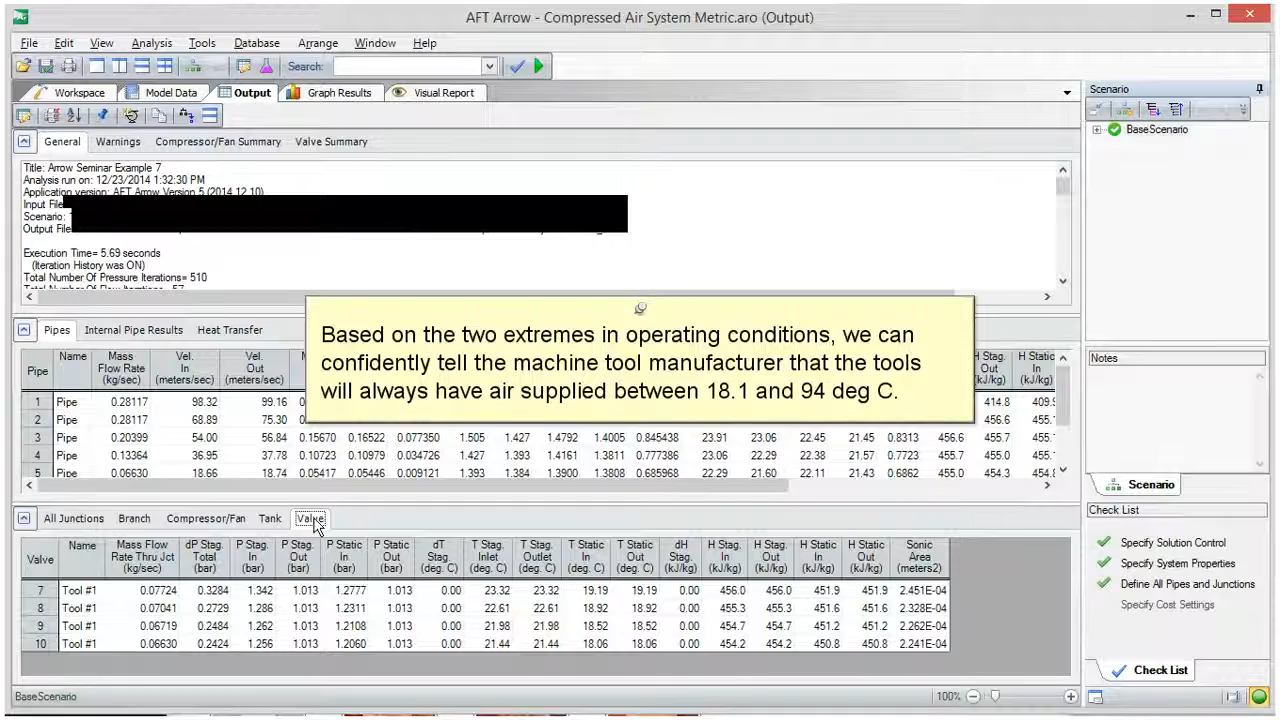 AFT Arrow - Compressed Air System Metric.aro (Output)
File Edit View Analysis Tools Database Arrange Window Help
Search:
Workspace Model Data Output Graph Results Visual Report
General Warnings Compressor/Fan Summary Valve Summary
Title: Arrow Seminar Example 7
Analysis run on: 12/23/2014 1:32:30 PM
Application version: AFT Arrow Version 5 (2014.12.10)
Input File
Scenario:
Output File
Execution Time= 5.69 seconds
(Iteration History was ON)
Total Number Of Pressure Iterations= 510
Based on the two extremes in operating conditions, we can
confidently tell the machine tool manufacturer that the tools
will always have air supplied between 18.1 and 94 deg C.
Pipes Internal Pipe Results Heat Transfer
Pipe Name Mass Flow Rate (kg/sec) Vel. In (meters/sec) Vel. Out (meters/sec) H Stag. Out (kJ/kg) H Static In (kJ/kg)
1 Pipe 0.28117 98.32 99.16 414.8
2 Pipe 0.28117 68.89 75.30 456.6 455.
3 Pipe 0.20399 54.00 56.84 0.15670 0.16522 0.077350 1.505 1.427 1.4792 1.4005 0.845438 23.91 23.06 22.45 21.45 0.8313 456.6 455.7 455.
4 Pipe 0.13364 36.95 37.78 0.10723 0.10979 0.034726 1.427 1.393 1.4161 1.3811 0.777386 23.06 22.29 22.38 21.57 0.7723 455.7 455.0 455.
5 Pipe 0.06630 18.66 18.74 0.05417 0.05446 0.009121 1.393 1.384 1.3900 1.3808 0.685968 22.29 21.60 22.11 21.43 0.6862 455.0 454.3 454.8
All Junctions Branch Compressor/Fan Tank Valve
Valve Name Mass Flow Rate Thru Jct (kg/sec) dP Stag. Total (bar) P Stag. In (bar) P Stag. Out (bar) P Static In (bar) P Static Out (bar) dT Stag. (deg. C) T Stag. Inlet (deg. C) T Stag. Outlet (deg. C) T Static In (deg. C) T Static Out (deg. C) dH Stag. (kJ/kg) H Stag. In (kJ/kg) H Stag. Out (kJ/kg) H Static In (kJ/kg) H Static Out (kJ/kg) Sonic Area (meters2)
7 Tool #1 0.07724 0.3284 1.342 1.013 1.2777 1.013 0.00 23.32 23.32 19.19 19.19 0.00 456.0 456.0 451.9 451.9 2.451E-04
8 Tool #1 0.07041 0.2729 1.286 1.013 1.2311 1.013 0.00 22.61 22.61 18.92 18.92 0.00 455.3 455.3 451.6 451.6 2.328E-04
9 Tool #1 0.06719 0.2484 1.262 1.013 1.2108 1.013 0.00 21.98 21.98 18.52 18.52 0.00 454.7 454.7 451.2 451.2 2.262E-04
10 Tool #1 0.06630 0.2424 1.256 1.013 1.2060 1.013 0.00 21.44 21.44 18.06 18.06 0.00 454.2 454.2 450.8 450.8 2.241E-04
BaseScenario
100%
Scenario
BaseScenario
Notes
Scenario
Check List
Specify Solution Control
Specify System Properties
Define All Pipes and Junctions
Specify Cost Settings
Check List